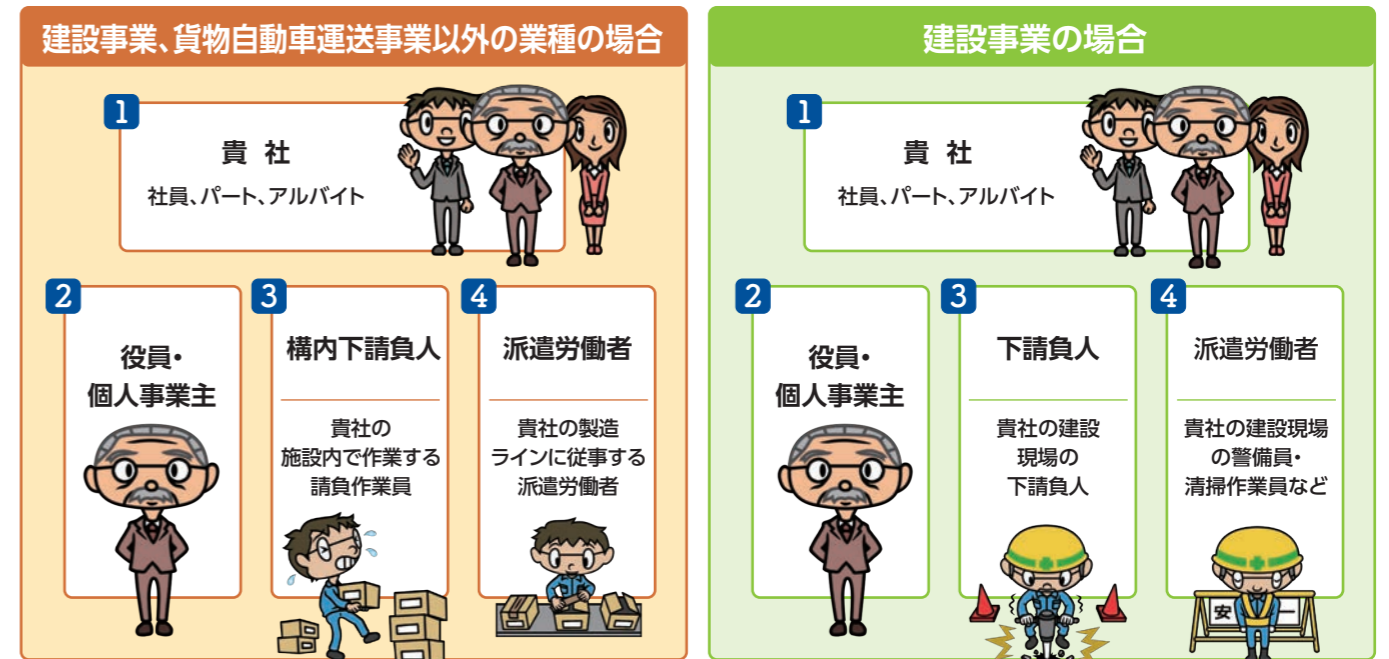 建設事業、貨物自動車運送事業以外の業種の場合
1
貴 社
社員、パート、アルバイト
2
役員・
個人事業主
3
構内下請負人
貴社の
施設内で作業する
請負作業員
4
派遣労働者
貴社の製造
ラインに従事する
派遣労働者
建設事業の場合
1
貴 社
社員、パート、アルバイト
2
役員・
個人事業主
3
下請負人
貴社の建設
現場の
下請負人
4
派遣労働者
貴社の建設現場
の警備員・
清掃作業員など
安 一